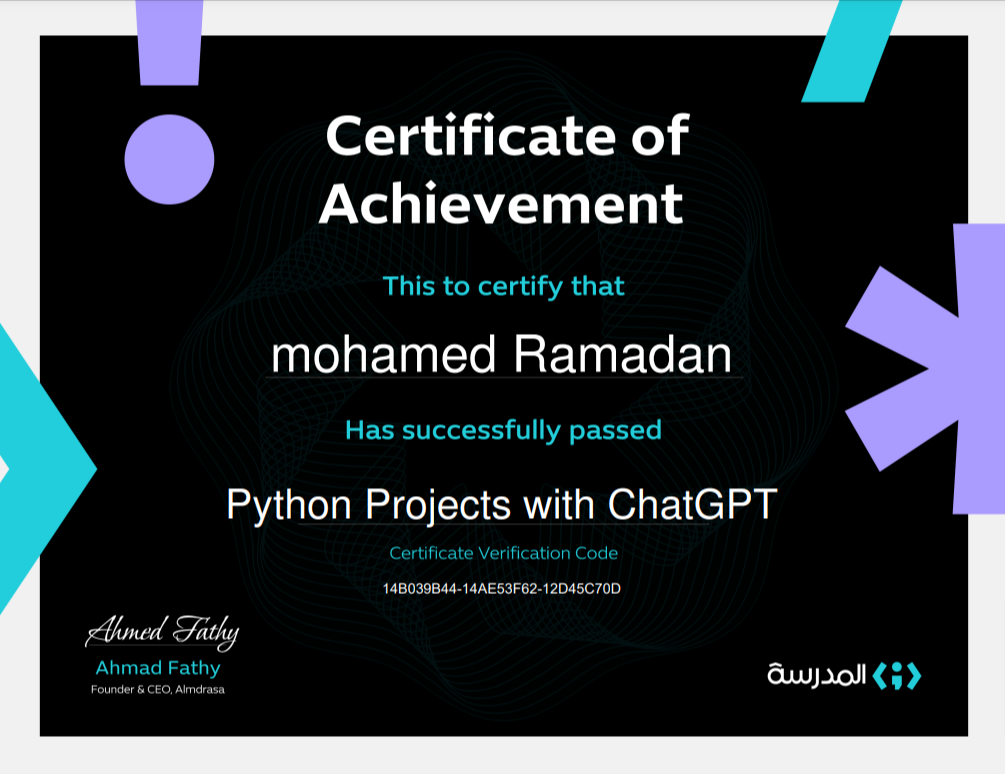 Certificate of
Achievement
This to certify that
mohamed Ramadan
Has successfully passed
Python Projects with ChatGPT
Certificate Verification Code
14B039B44-14AE53F62-12D45C70D
Ahmed Fathy
Ahmad Fathy
Founder & CEO, Almdrasa
المدرسة